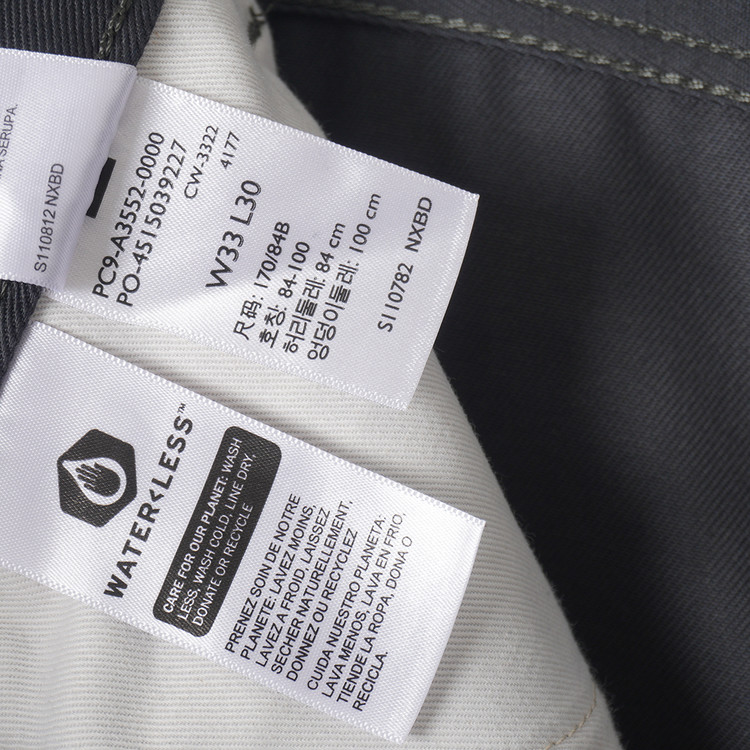 A SERUPA.
S110812 NXBD
PC9-A3552-0000
PO-4515039227
CW-3322
4177
W33 L30
尺码: 170/84B
호칭: 84-100
허리둘레: 84 cm
엉덩이둘레: 100 cm
S110782 NXBD
WATER<LESS™
CARE FOR OUR PLANET: WASH
LESS, WASH COLD, LINE DRY,
DONATE OR RECYCLE
PRENEZ SOIN DE NOTRE
PLANETE: LAVEZ MOINS,
LAVEZ A FROID, LAISSEZ
SECHER NATURELLEMENT,
DONNEZ OU RECYCLEZ
CUIDA NUESTRO PLANETA:
LAVA MENOS, LAVA EN FRIO,
TIENDE LA ROPA, DONA O
RECICLA.